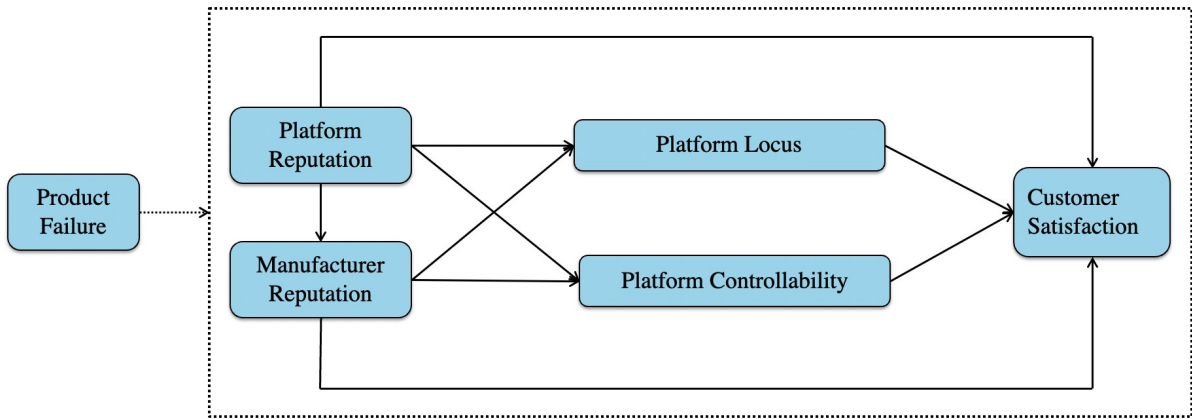 Product
Failure
Platform
Reputation
Manufacturer
Reputation
Platform Locus
Platform Controllability
Customer
Satisfaction